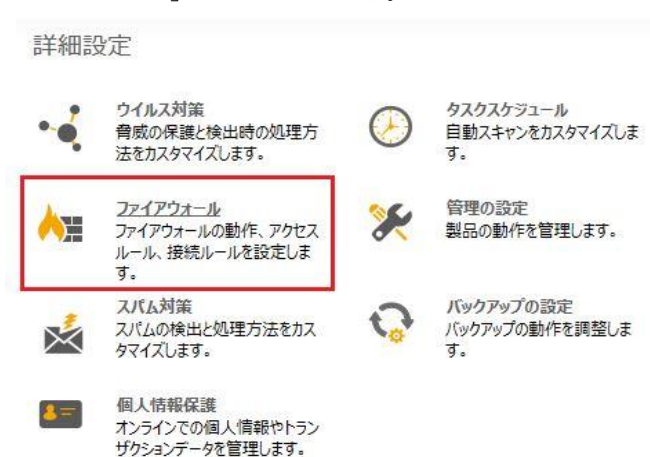 詳細設定
ウイルス対策
脅威の保護と検出時の処理方
法をカスタマイズします。
ファイアウォール
ファイアウォールの動作、アクセス
ルール、接続ルールを設定しま
す。
スパム対策
スパムの検出と処理方法をカス
タマイズします。
個人情報保護
オンラインでの個人情報やトラン
ザクションデータを管理します。
タスクスケジュール
自動スキャンをカスタマイズしま
す。
管理の設定
製品の動作を管理します。
バックアップの設定
バックアップの動作を調整しま
す。